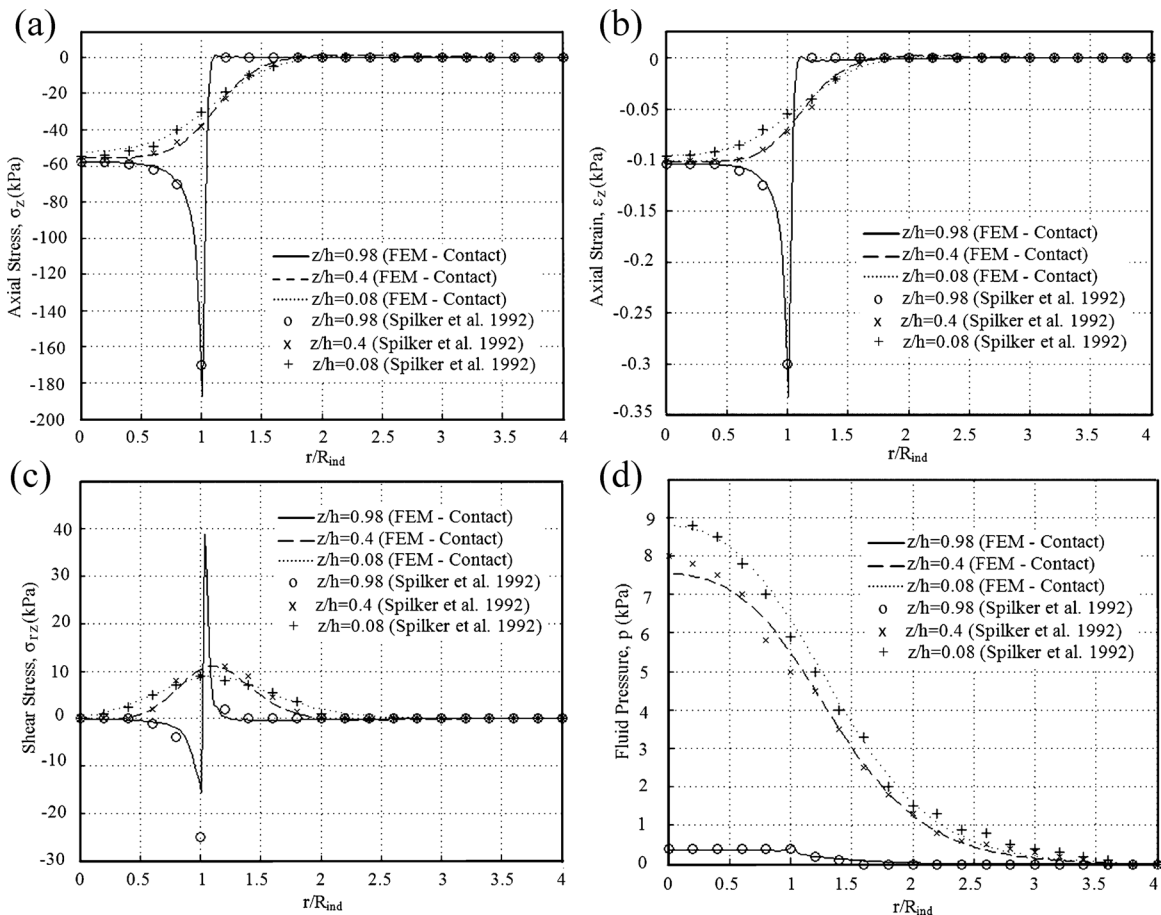 (a)
0
-20
-40
-60
-80
-100
-120
-140
-160
-180
-200
Axial Stress, σz (kPa)
z/h=0.98 (FEM - Contact)
z/h=0.4 (FEM - Contact)
z/h=0.08 (FEM - Contact)
z/h=0.98 (Spilker et al. 1992)
z/h=0.4 (Spilker et al. 1992)
z/h=0.08 (Spilker et al. 1992)
0 0.5 1 1.5 2 2.5 3 3.5 4
r/Rind
(b)
0
-0.05
-0.1
-0.15
-0.2
-0.25
-0.3
-0.35
Axial Strain, εz (kPa)
z/h=0.98 (FEM - Contact)
z/h=0.4 (FEM - Contact)
z/h=0.08 (FEM - Contact)
z/h=0.98 (Spilker et al. 1992)
z/h=0.4 (Spilker et al. 1992)
z/h=0.08 (Spilker et al. 1992)
0 0.5 1 1.5 2 2.5 3 3.5 4
r/Rind
(c)
40
30
20
10
0
-10
-20
-30
Shear Stress, σrz (kPa)
z/h=0.98 (FEM - Contact)
z/h=0.4 (FEM - Contact)
z/h=0.08 (FEM - Contact)
z/h=0.98 (Spilker et al. 1992)
z/h=0.4 (Spilker et al. 1992)
z/h=0.08 (Spilker et al. 1992)
0 0.5 1 1.5 2 2.5 3 3.5 4
r/Rind
(d)
9
8
7
6
5
4
3
2
1
0
Fluid Pressure, p (kPa)
z/h=0.98 (FEM - Contact)
z/h=0.4 (FEM - Contact)
z/h=0.08 (FEM - Contact)
z/h=0.98 (Spilker et al. 1992)
z/h=0.4 (Spilker et al. 1992)
z/h=0.08 (Spilker et al. 1992)
0 0.5 1 1.5 2 2.5 3 3.5 4
r/Rind